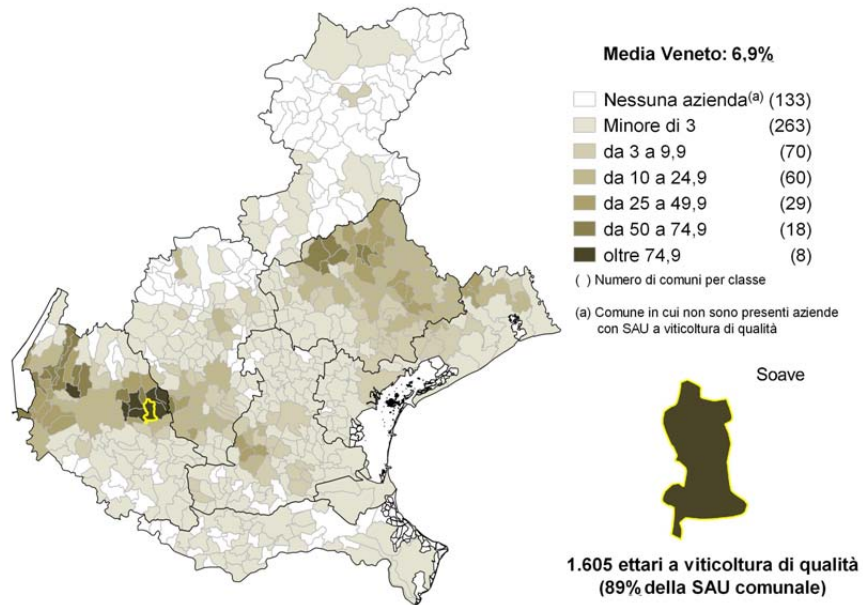 Media Veneto: 6,9%
Nessuna azienda(a) (133)
Minore di 3 (263)
da 3 a 9,9 (70)
da 10 a 24,9 (60)
da 25 a 49,9 (29)
da 50 a 74,9 (18)
oltre 74,9 (8)
( ) Numero di comuni per classe
(a) Comune in cui non sono presenti aziende
con SAU a viticoltura di qualità
Soave
1.605 ettari a viticoltura di qualità
(89% della SAU comunale)